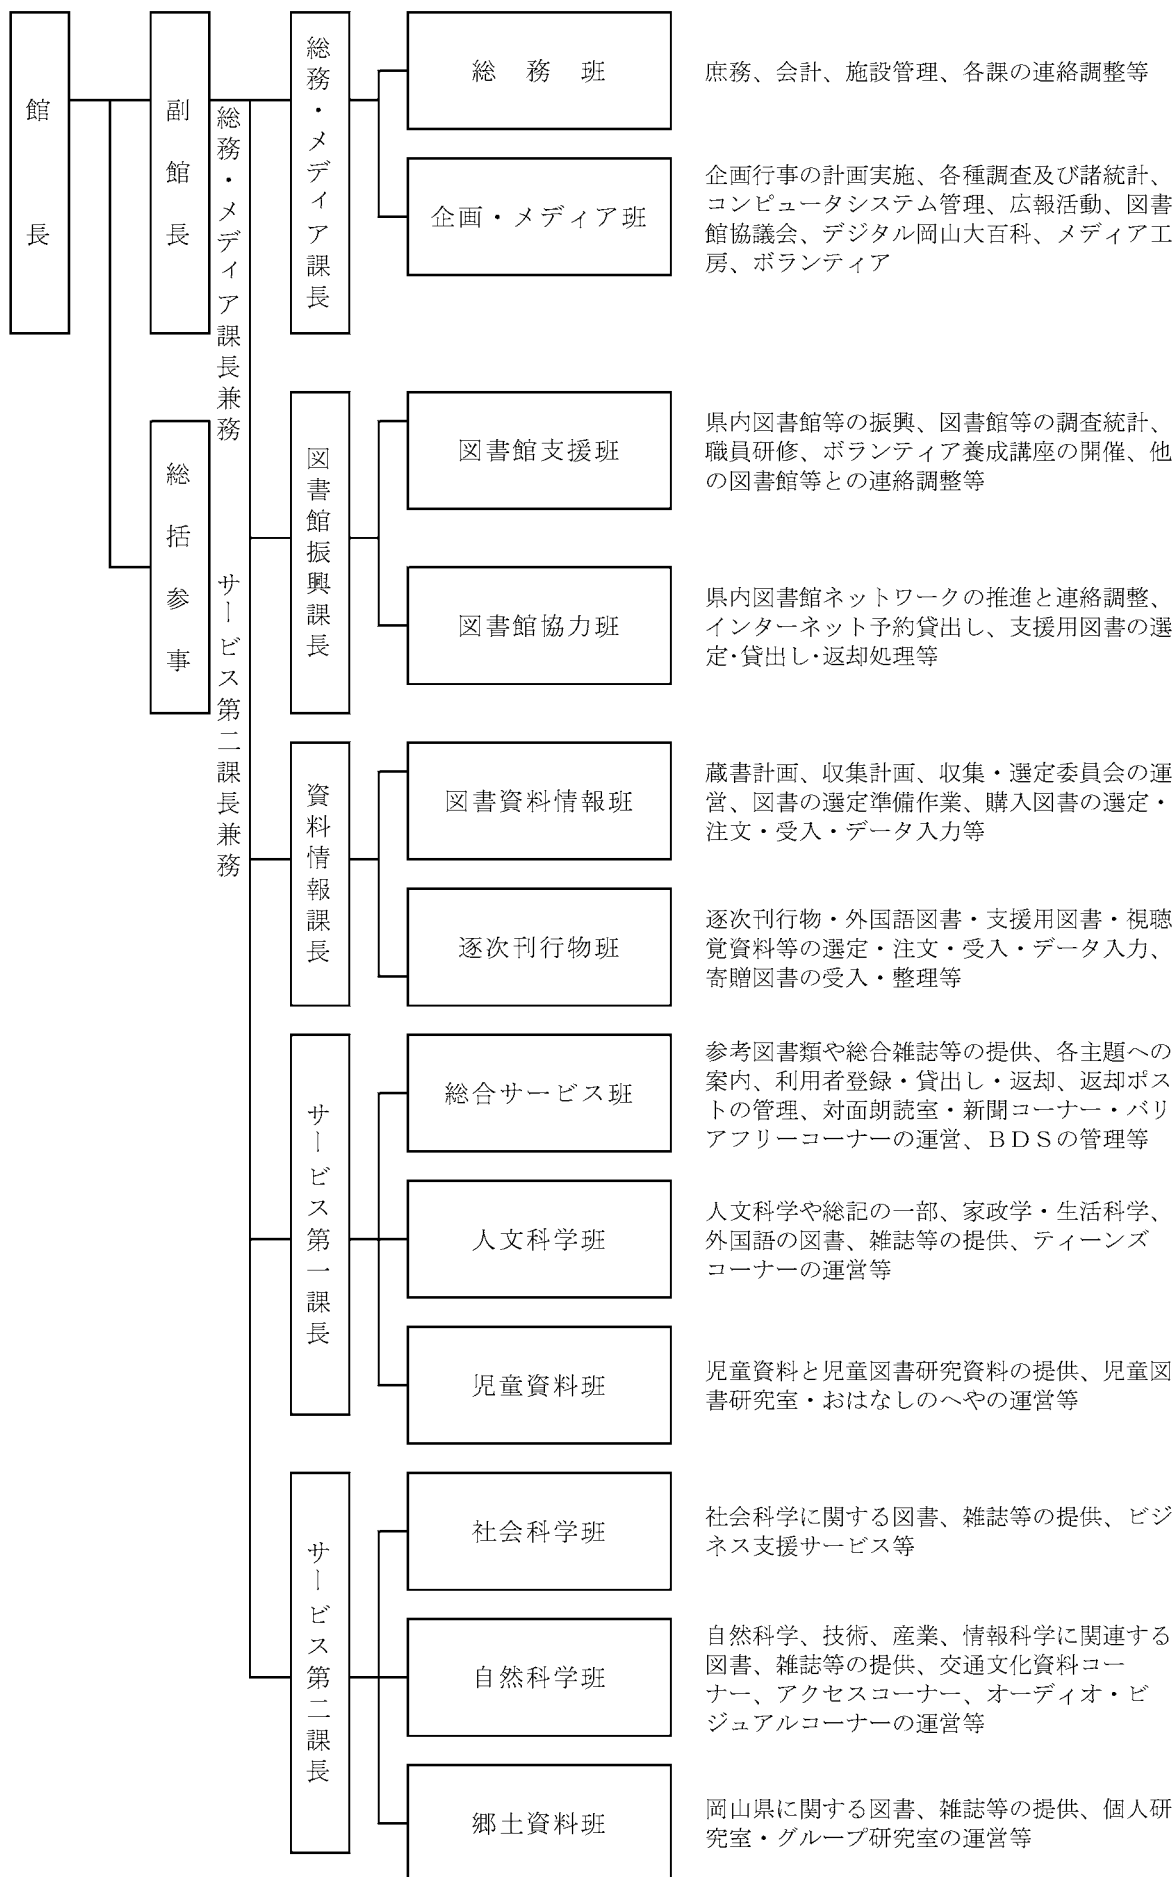 館長
副館長
総務・メディア課長兼務
総括参事
サービス第二課長兼務
総務・メディア課長
総務班
庶務、会計、施設管理、各課の連絡調整等
企画・メディア班
企画行事の計画実施、各種調査及び諸統計、
コンピュータシステム管理、広報活動、図書
館協議会、デジタル岡山大百科、メディア工
房、ボランティア
図書館振興課長
図書館支援班
県内図書館等の振興、図書館等の調査統計、
職員研修、ボランティア養成講座の開催、他
の図書館等との連絡調整等
図書館協力班
県内図書館ネットワークの推進と連絡調整、
インターネット予約貸出し、支援用図書の選
定・貸出し・返却処理等
資料情報課長
図書資料情報班
蔵書計画、収集計画、収集・選定委員会の運
営、図書の選定準備作業、購入図書の選定・
注文・受入・データ入力等
逐次刊行物班
逐次刊行物・外国語図書・支援用図書・視聴
覚資料等の選定・注文・受入・データ入力、
寄贈図書の受入・整理等
サービス第一課長
総合サービス班
参考図書類や総合雑誌等の提供、各主題への
案内、利用者登録・貸出し・返却、返却ポス
トの管理、対面朗読室・新聞コーナー・バリ
アフリーコーナーの運営、ＢＤＳの管理等
人文科学班
人文科学や総記の一部、家政学・生活科学、
外国語の図書、雑誌等の提供、ティーンズ
コーナーの運営等
児童資料班
児童資料と児童図書研究資料の提供、児童図
書研究室・おはなしのへやの運営等
サービス第二課長
社会科学班
社会科学に関する図書、雑誌等の提供、ビジ
ネス支援サービス等
自然科学班
自然科学、技術、産業、情報科学に関連する
図書、雑誌等の提供、交通文化資料コー
ナー、アクセスコーナー、オーディオ・ビ
ジュアルコーナーの運営等
郷土資料班
岡山県に関する図書、雑誌等の提供、個人研
究室・グループ研究室の運営等